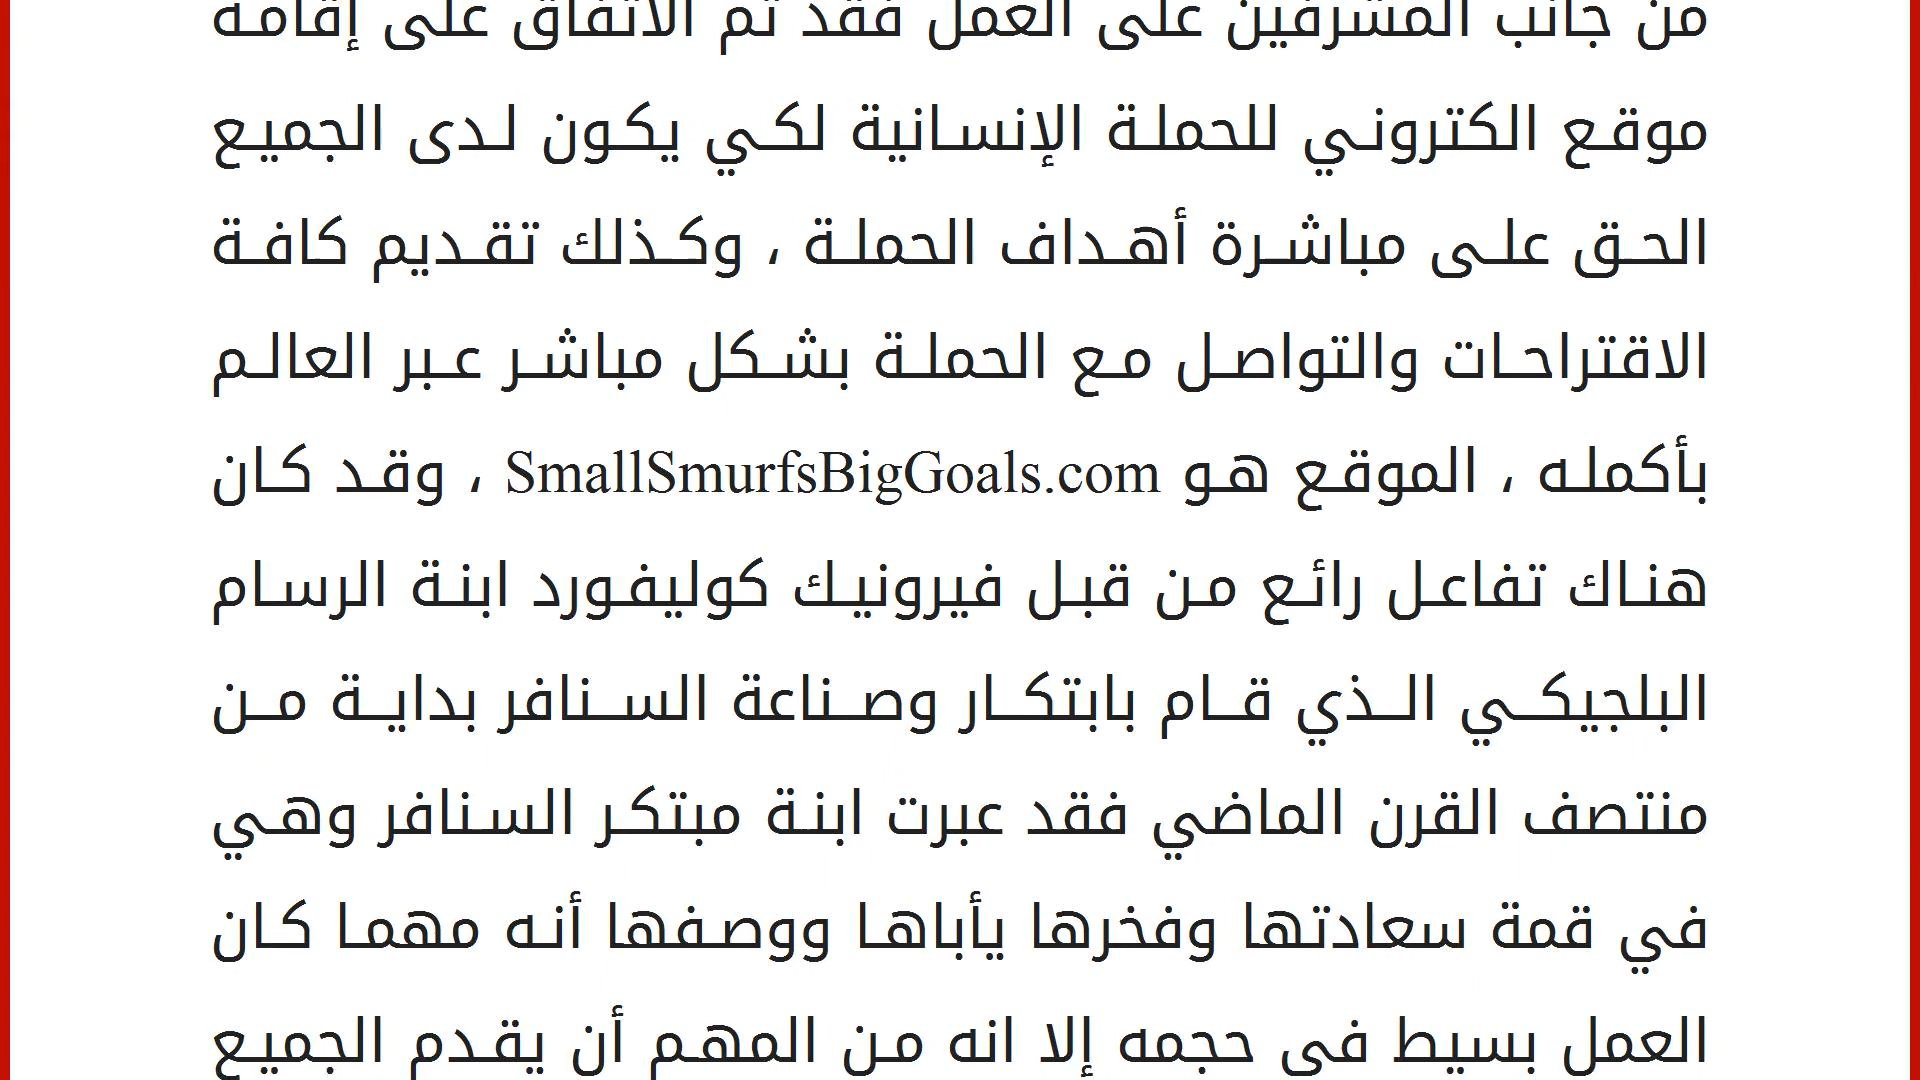 من جانب المشرفين على العمل فقد تم الاتفاق على إقامة
موقع الكتروني للحملة الإنسانية لكي يكون لدى الجميع
الحق على مباشرة أهداف الحملة ، وكذلك تقديم كافة
الاقتراحات والتواصل مع الحملة بشكل مباشر عبر العالم
بأكمله ، الموقع هو SmallSmurfsBigGoals.com ، وقد كان
هناك تفاعل رائع من قبل فيرونيك كوليفورد ابنة الرسام
البلجيكي الذي قام بابتكار وصناعة السنافر بداية من
منتصف القرن الماضي فقد عبرت ابنة مبتكر السنافر وهي
في قمة سعادتها وفخرها يأباها ووصفها أنه مهما كان
العمل بسيط في حجمه إلا انه من المهم أن يقدم الجميع